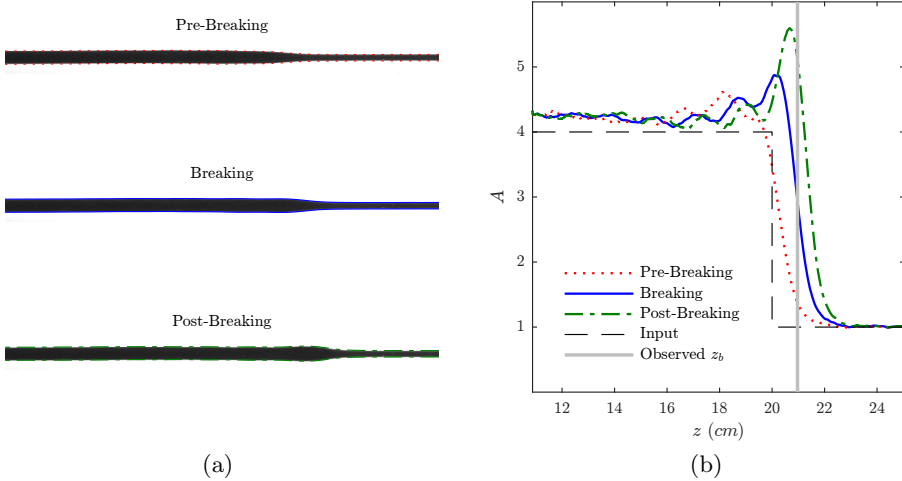 Pre-Breaking
Breaking
Post-Breaking
(a)
5
4
3
2
1
A
12 14 16 18 20 22 24
z (cm)
Pre-Breaking
Breaking
Post-Breaking
Input
Observed z_b
(b)